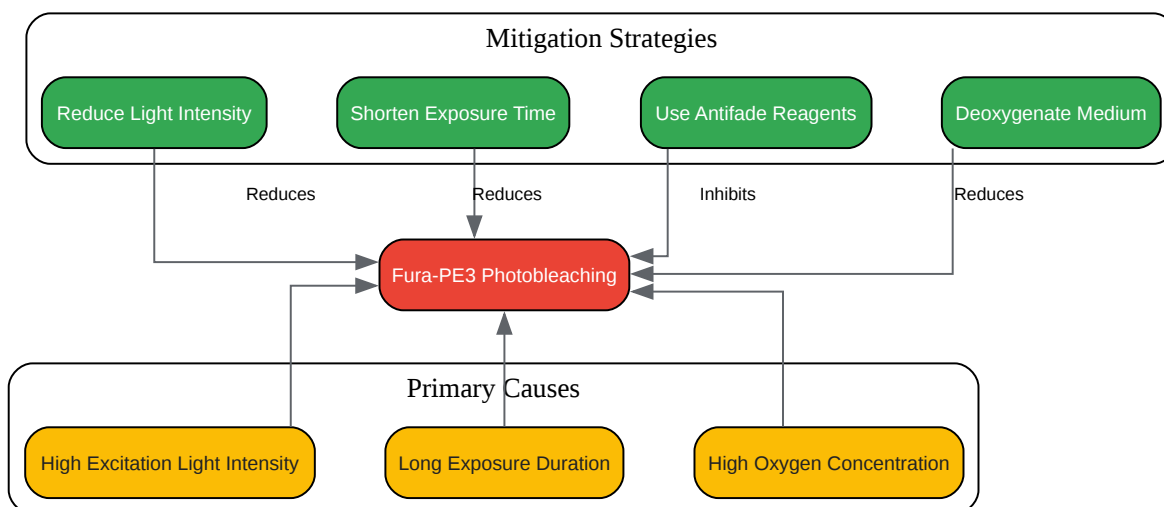 Mitigation Strategies
Reduce Light Intensity
Shorten Exposure Time
Use Antifade Reagents
Deoxygenate Medium
Reduces
Reduces
Inhibits
Reduces
Fura-PE3 Photobleaching
Primary Causes
High Excitation Light Intensity
Long Exposure Duration
High Oxygen Concentration